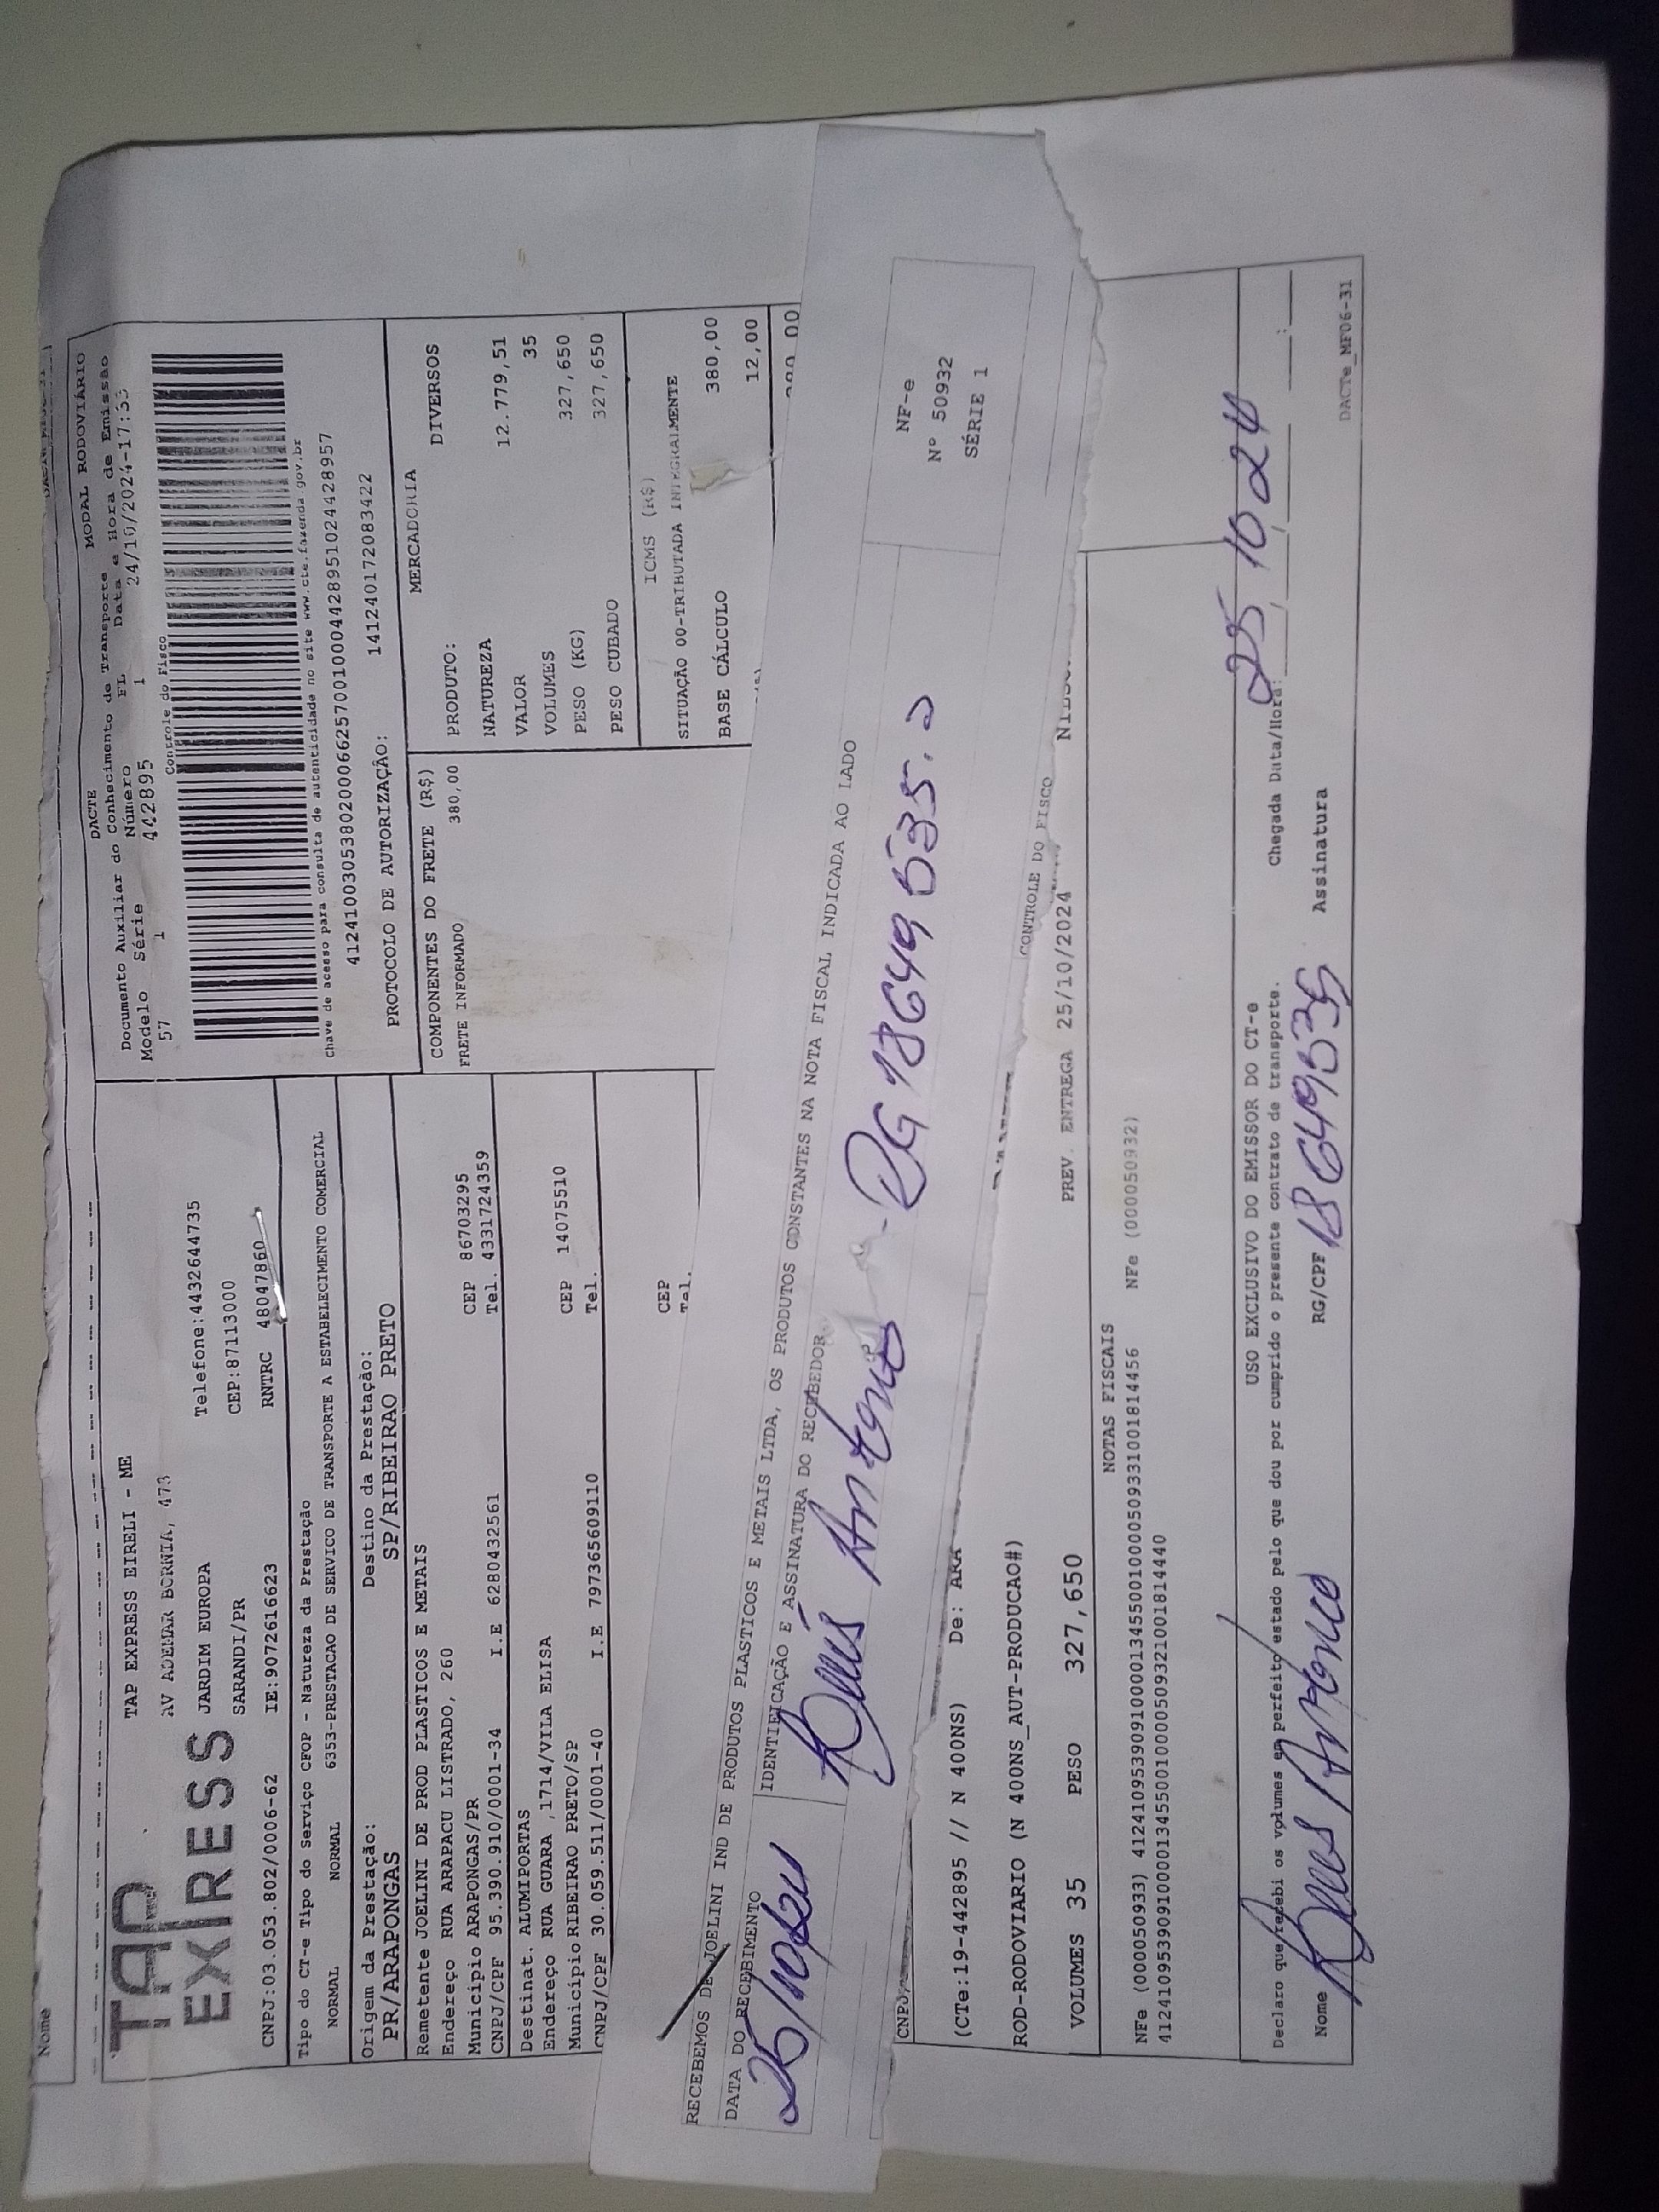 Nome
DACTE
MODAL RODOVIÁRIO
Documento Auxiliar do Conhecimento de Transporte
Modelo Série Número FL Data e Hora de Emissão
57 1 442895 1 24/10/2024-17:33
Controle do Fisco
TAP EXPRESS
TAP EXPRESS EIRELI - ME
AV ADEMAR BORNIA, 473
JARDIM EUROPA Telefone:4432644735
SARANDI/PR CEP:87113000
CNPJ:03.053.802/0006-62 IE:9072616623 RNTRC 48047860
Chave de acesso para consulta de autenticidade no site www.cte.fazenda.gov.br
41241003053802000662570010004428951024428957
PROTOCOLO DE AUTORIZAÇÃO: 141240172083422
Tipo do CT-e Tipo do Serviço CFOP - Natureza da Prestação
NORMAL NORMAL 6353-PRESTACAO DE SERVICO DE TRANSPORTE A ESTABELECIMENTO COMERCIAL
Origem da Prestação: Destino da Prestação:
PR/ARAPONGAS SP/RIBEIRAO PRETO
Remetente JOELINI DE PROD PLASTICOS E METAIS
Endereço RUA ARAPACU LISTRADO, 260
Município ARAPONGAS/PR CEP 86703295
CNPJ/CPF 95.390.910/0001-34 I.E 6280432561 Tel. 4331724359
Destinat. ALUMIPORTAS
Endereço RUA GUARA ,1714/VILA ELISA
Município RIBEIRAO PRETO/SP CEP 14075510
CNPJ/CPF 30.059.511/0001-40 I.E 797365609110 Tel.
CEP
Tel.
COMPONENTES DO FRETE (R$)
FRETE INFORMADO 380,00
MERCADORIA
PRODUTO: DIVERSOS
NATUREZA
VALOR 12.779,51
VOLUMES 35
PESO (KG) 327,650
PESO CUBADO 327,650
ICMS (R$)
SITUAÇÃO 00-TRIBUTADA INTEGRALMENTE
BASE CÁLCULO 380,00
12,00
RECEBEMOS DE JOELINI IND DE PRODUTOS PLASTICOS E METAIS LTDA, OS PRODUTOS CONSTANTES NA NOTA FISCAL INDICADA AO LADO
DATA DO RECEBIMENTO IDENTIFICAÇÃO E ASSINATURA DO RECEBEDOR
Antonio - RG 18649535.2
NF-e
Nº 50932
SÉRIE 1
CNPJ
CONTROLE DO FISCO
(CTe:19-442895 // N 400NS) De:
ROD-RODOVIARIO (N 400NS_AUT-PRODUCAO#)
VOLUMES 35 PESO 327,650 PREV. ENTREGA 25/10/2024
NOTAS FISCAIS
NFe (000050933) 41241095390910000134550010000509331001814456 NFe (000050932)
41241095390910000134550010000509321001814440
USO EXCLUSIVO DO EMISSOR DO CT-e
Declaro que recebi os volumes em perfeito estado pelo que dou por cumprido o presente contrato de transporte.
Chegada Data/Hora: 25 10 24
Nome Antonio RG/CPF 18649535 Assinatura
DACTe_MF06-31